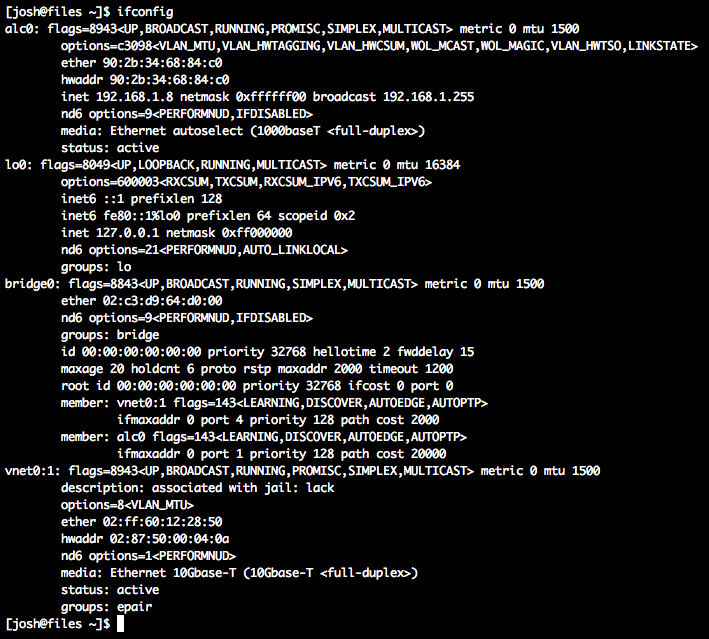 [josh@files ~]$ ifconfig
alc0: flags=8943<UP,BROADCAST,RUNNING,PROMISC,SIMPLEX,MULTICAST> metric 0 mtu 1500
options=c3098<VLAN_MTU,VLAN_HWTAGGING,VLAN_HWCSUM,WOL_MCAST,WOL_MAGIC,VLAN_HWTSO,LINKSTATE>
ether 90:2b:34:68:84:c0
hwaddr 90:2b:34:68:84:c0
inet 192.168.1.8 netmask 0xffffff00 broadcast 192.168.1.255
nd6 options=9<PERFORMNUD,IFDISABLED>
media: Ethernet autoselect (1000baseT <full-duplex>)
status: active
lo0: flags=8049<UP,LOOPBACK,RUNNING,MULTICAST> metric 0 mtu 16384
options=600003<RXCSUM,TXCSUM,RXCSUM_IPV6,TXCSUM_IPV6>
inet6 ::1 prefixlen 128
inet6 fe80::1%lo0 prefixlen 64 scopeid 0x2
inet 127.0.0.1 netmask 0xff000000
nd6 options=21<PERFORMNUD,AUTO_LINKLOCAL>
groups: lo
bridge0: flags=8843<UP,BROADCAST,RUNNING,SIMPLEX,MULTICAST> metric 0 mtu 1500
ether 02:c3:d9:64:d0:00
nd6 options=9<PERFORMNUD,IFDISABLED>
groups: bridge
id 00:00:00:00:00:00 priority 32768 hellotime 2 fwddelay 15
maxage 20 holdcnt 6 proto rstp maxaddr 2000 timeout 1200
root id 00:00:00:00:00:00 priority 32768 ifcost 0 port 0
member: vnet0:1 flags=143<LEARNING,DISCOVER,AUTOEDGE,AUTOPTP>
ifmaxaddr 0 port 4 priority 128 path cost 2000
member: alc0 flags=143<LEARNING,DISCOVER,AUTOEDGE,AUTOPTP>
ifmaxaddr 0 port 1 priority 128 path cost 20000
vnet0:1: flags=8943<UP,BROADCAST,RUNNING,PROMISC,SIMPLEX,MULTICAST> metric 0 mtu 1500
description: associated with jail: lack
options=8<VLAN_MTU>
ether 02:ff:60:12:28:50
hwaddr 02:87:50:00:04:0a
nd6 options=1<PERFORMNUD>
media: Ethernet 10Gbase-T (10Gbase-T <full-duplex>)
status: active
groups: epair
[josh@files ~]$